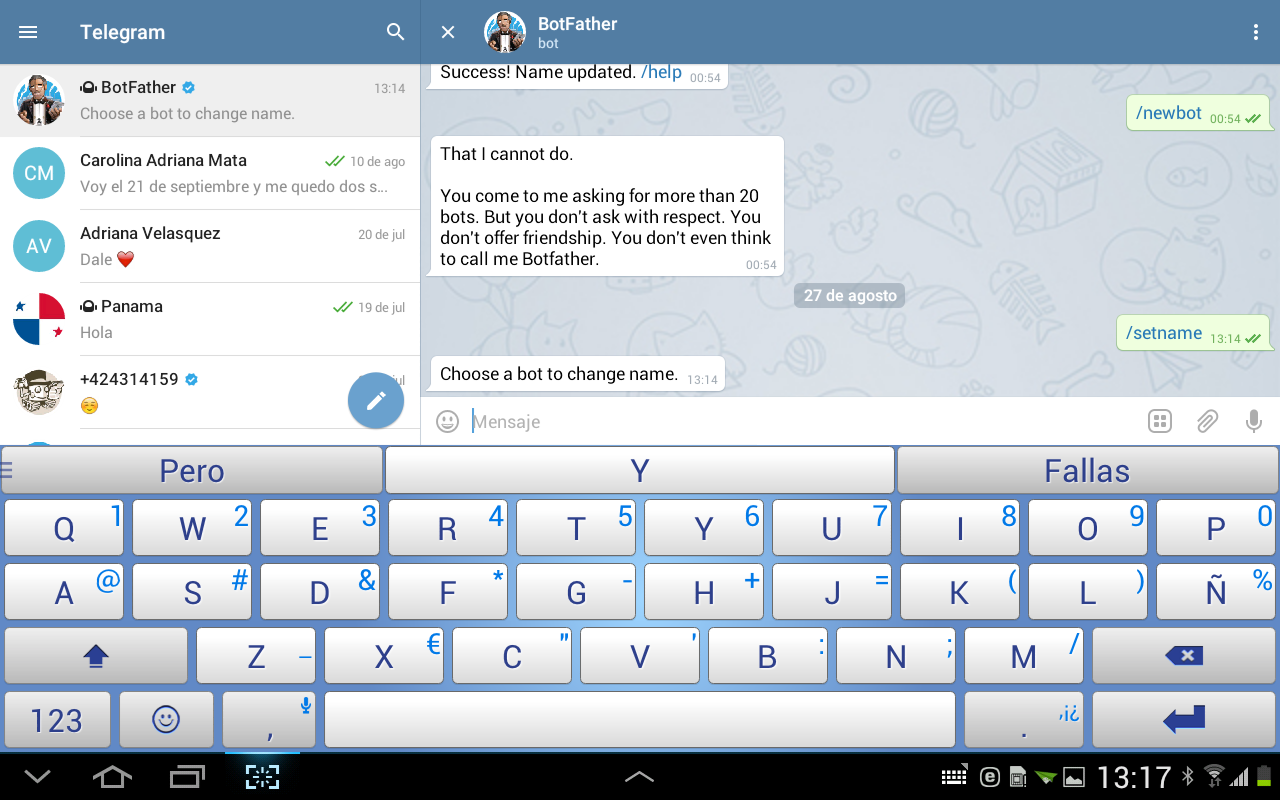 Telegram
BotFather
bot
BotFather
13:14
Choose a bot to change name.
CM
Carolina Adriana Mata
10 de ago
Voy el 21 de septiembre y me quedo dos s...
AV
Adriana Velasquez
20 de jul
Dale ❤️
Panama
19 de jul
Hola
+424314159
jul
☺️
Success! Name updated. /help 00:54
/newbot 00:54
That I cannot do.
You come to me asking for more than 20
bots. But you don't ask with respect. You
don't offer friendship. You don't even think
to call me Botfather.
00:54
27 de agosto
/setname 13:14
Choose a bot to change name. 13:14
Mensaje
Pero Y Fallas
Q 1 W 2 E 3 R 4 T 5 Y 6 U 7 I 8 O 9 P 0
A @ S # D & F * G - H + J = K ( L ) Ñ %
Z _ X € C " V ' B : N ; M /
123 , . ,¡¿
13:17